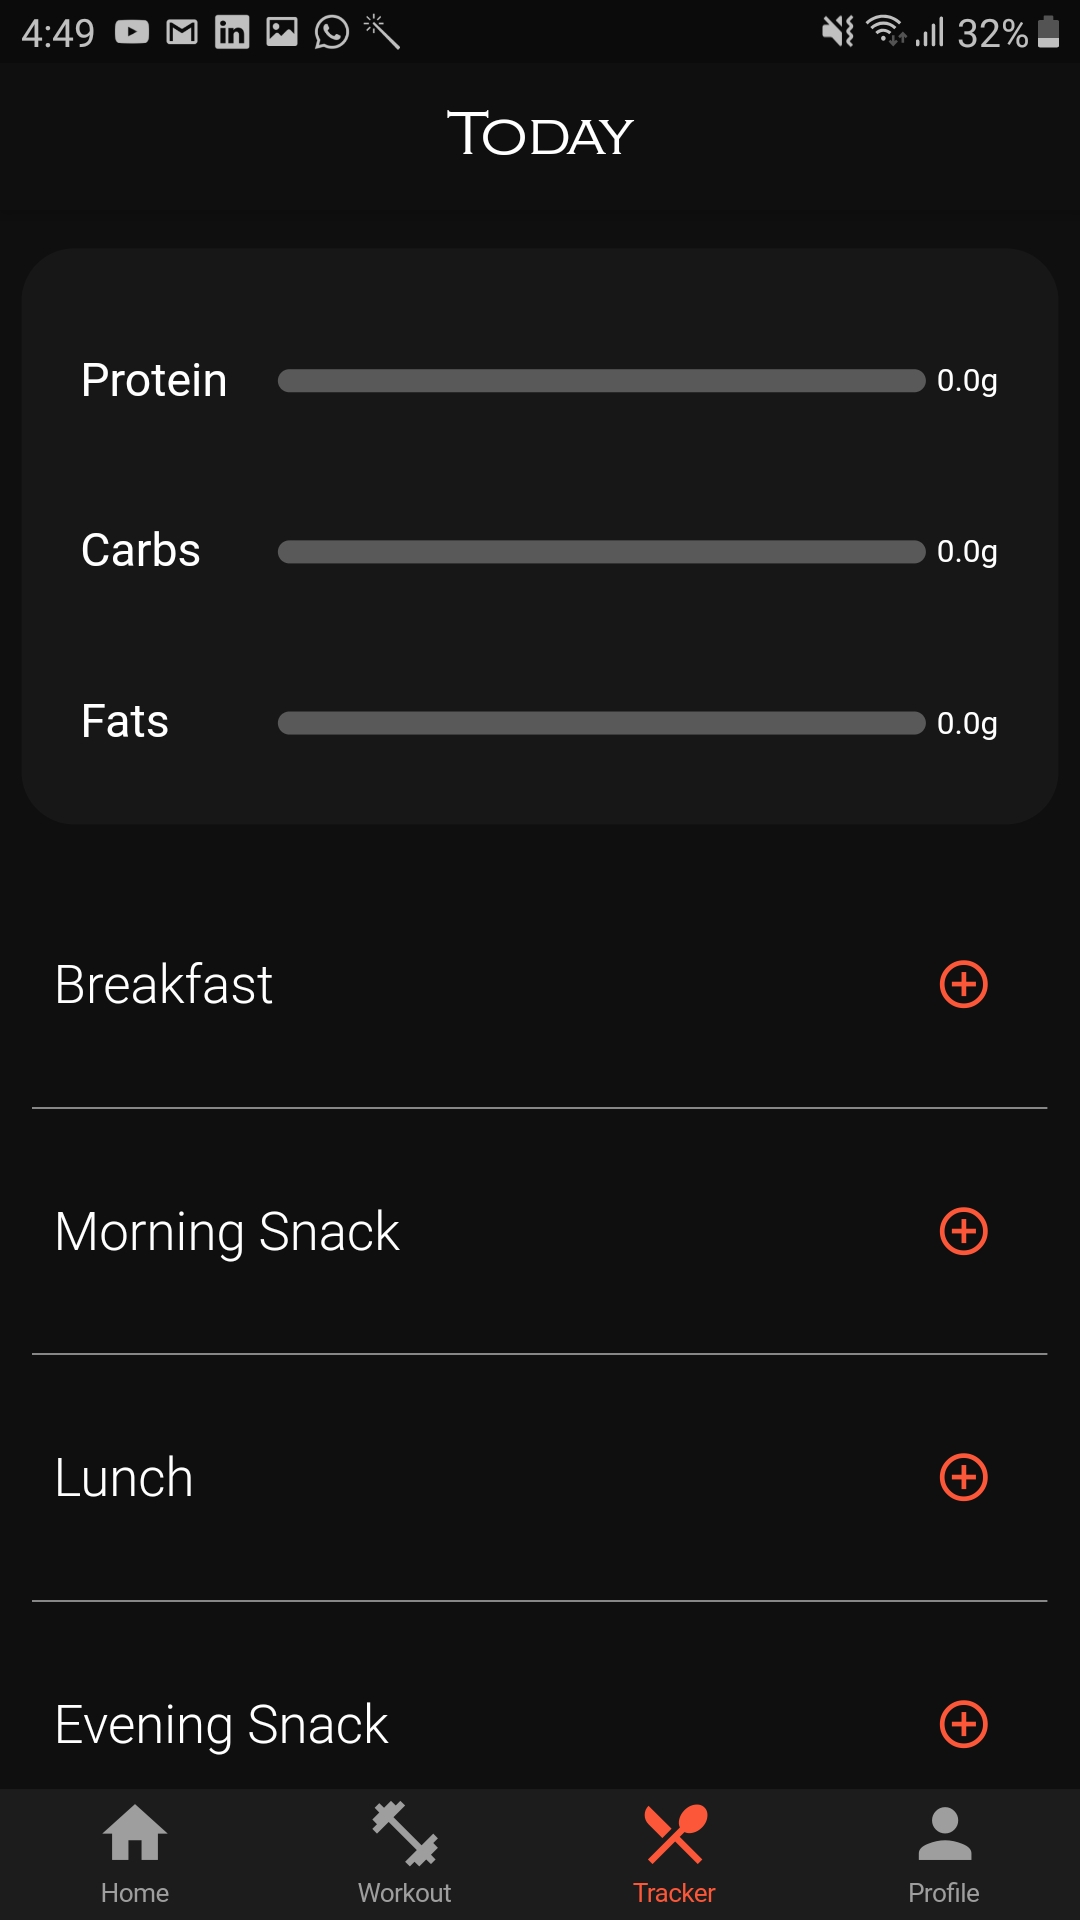 4:49 32%
Today
Protein 0.0g
Carbs 0.0g
Fats 0.0g
Breakfast
Morning Snack
Lunch
Evening Snack
Home Workout Tracker Profile